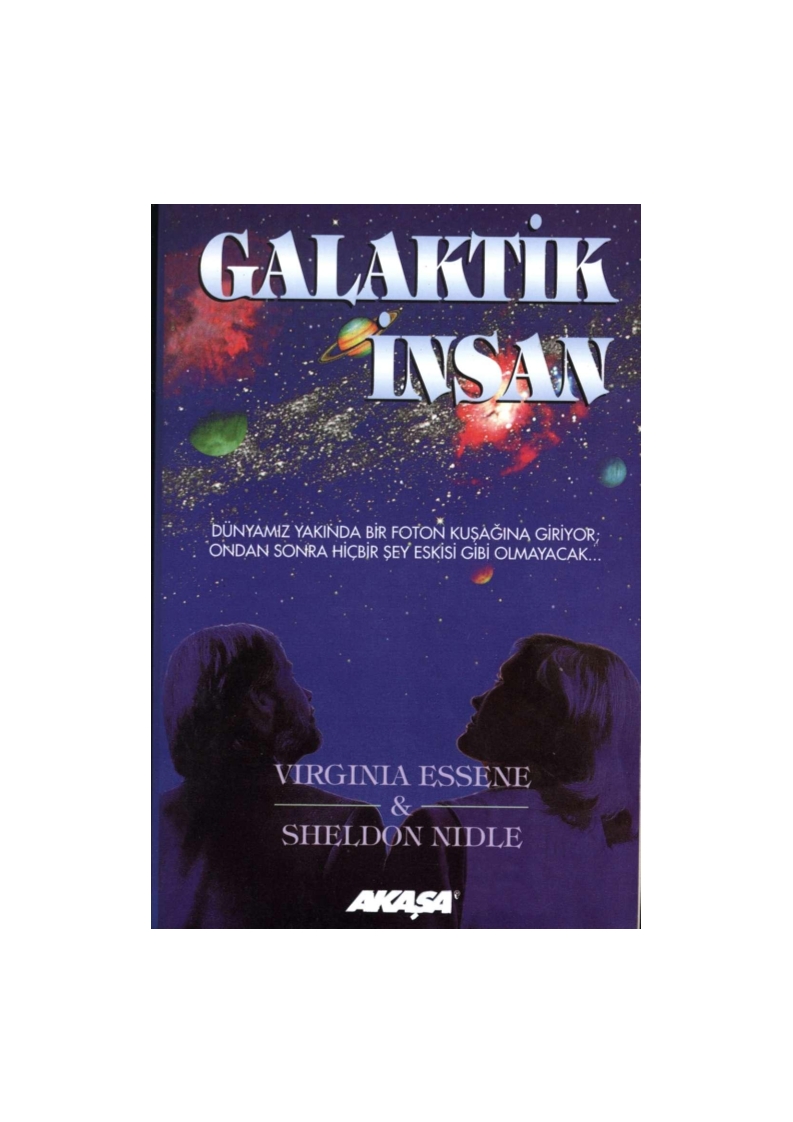 GALAKTİK
İNSAN
DÜNYAMIZ YAKINDA BİR FOTON KUŞAĞINA GİRİYOR;
ONDAN SONRA HİÇBİR ŞEY ESKİSİ GİBİ OLMAYACAK...
VIRGINIA ESSENE
&
SHELDON NIDLE
AKAŞA